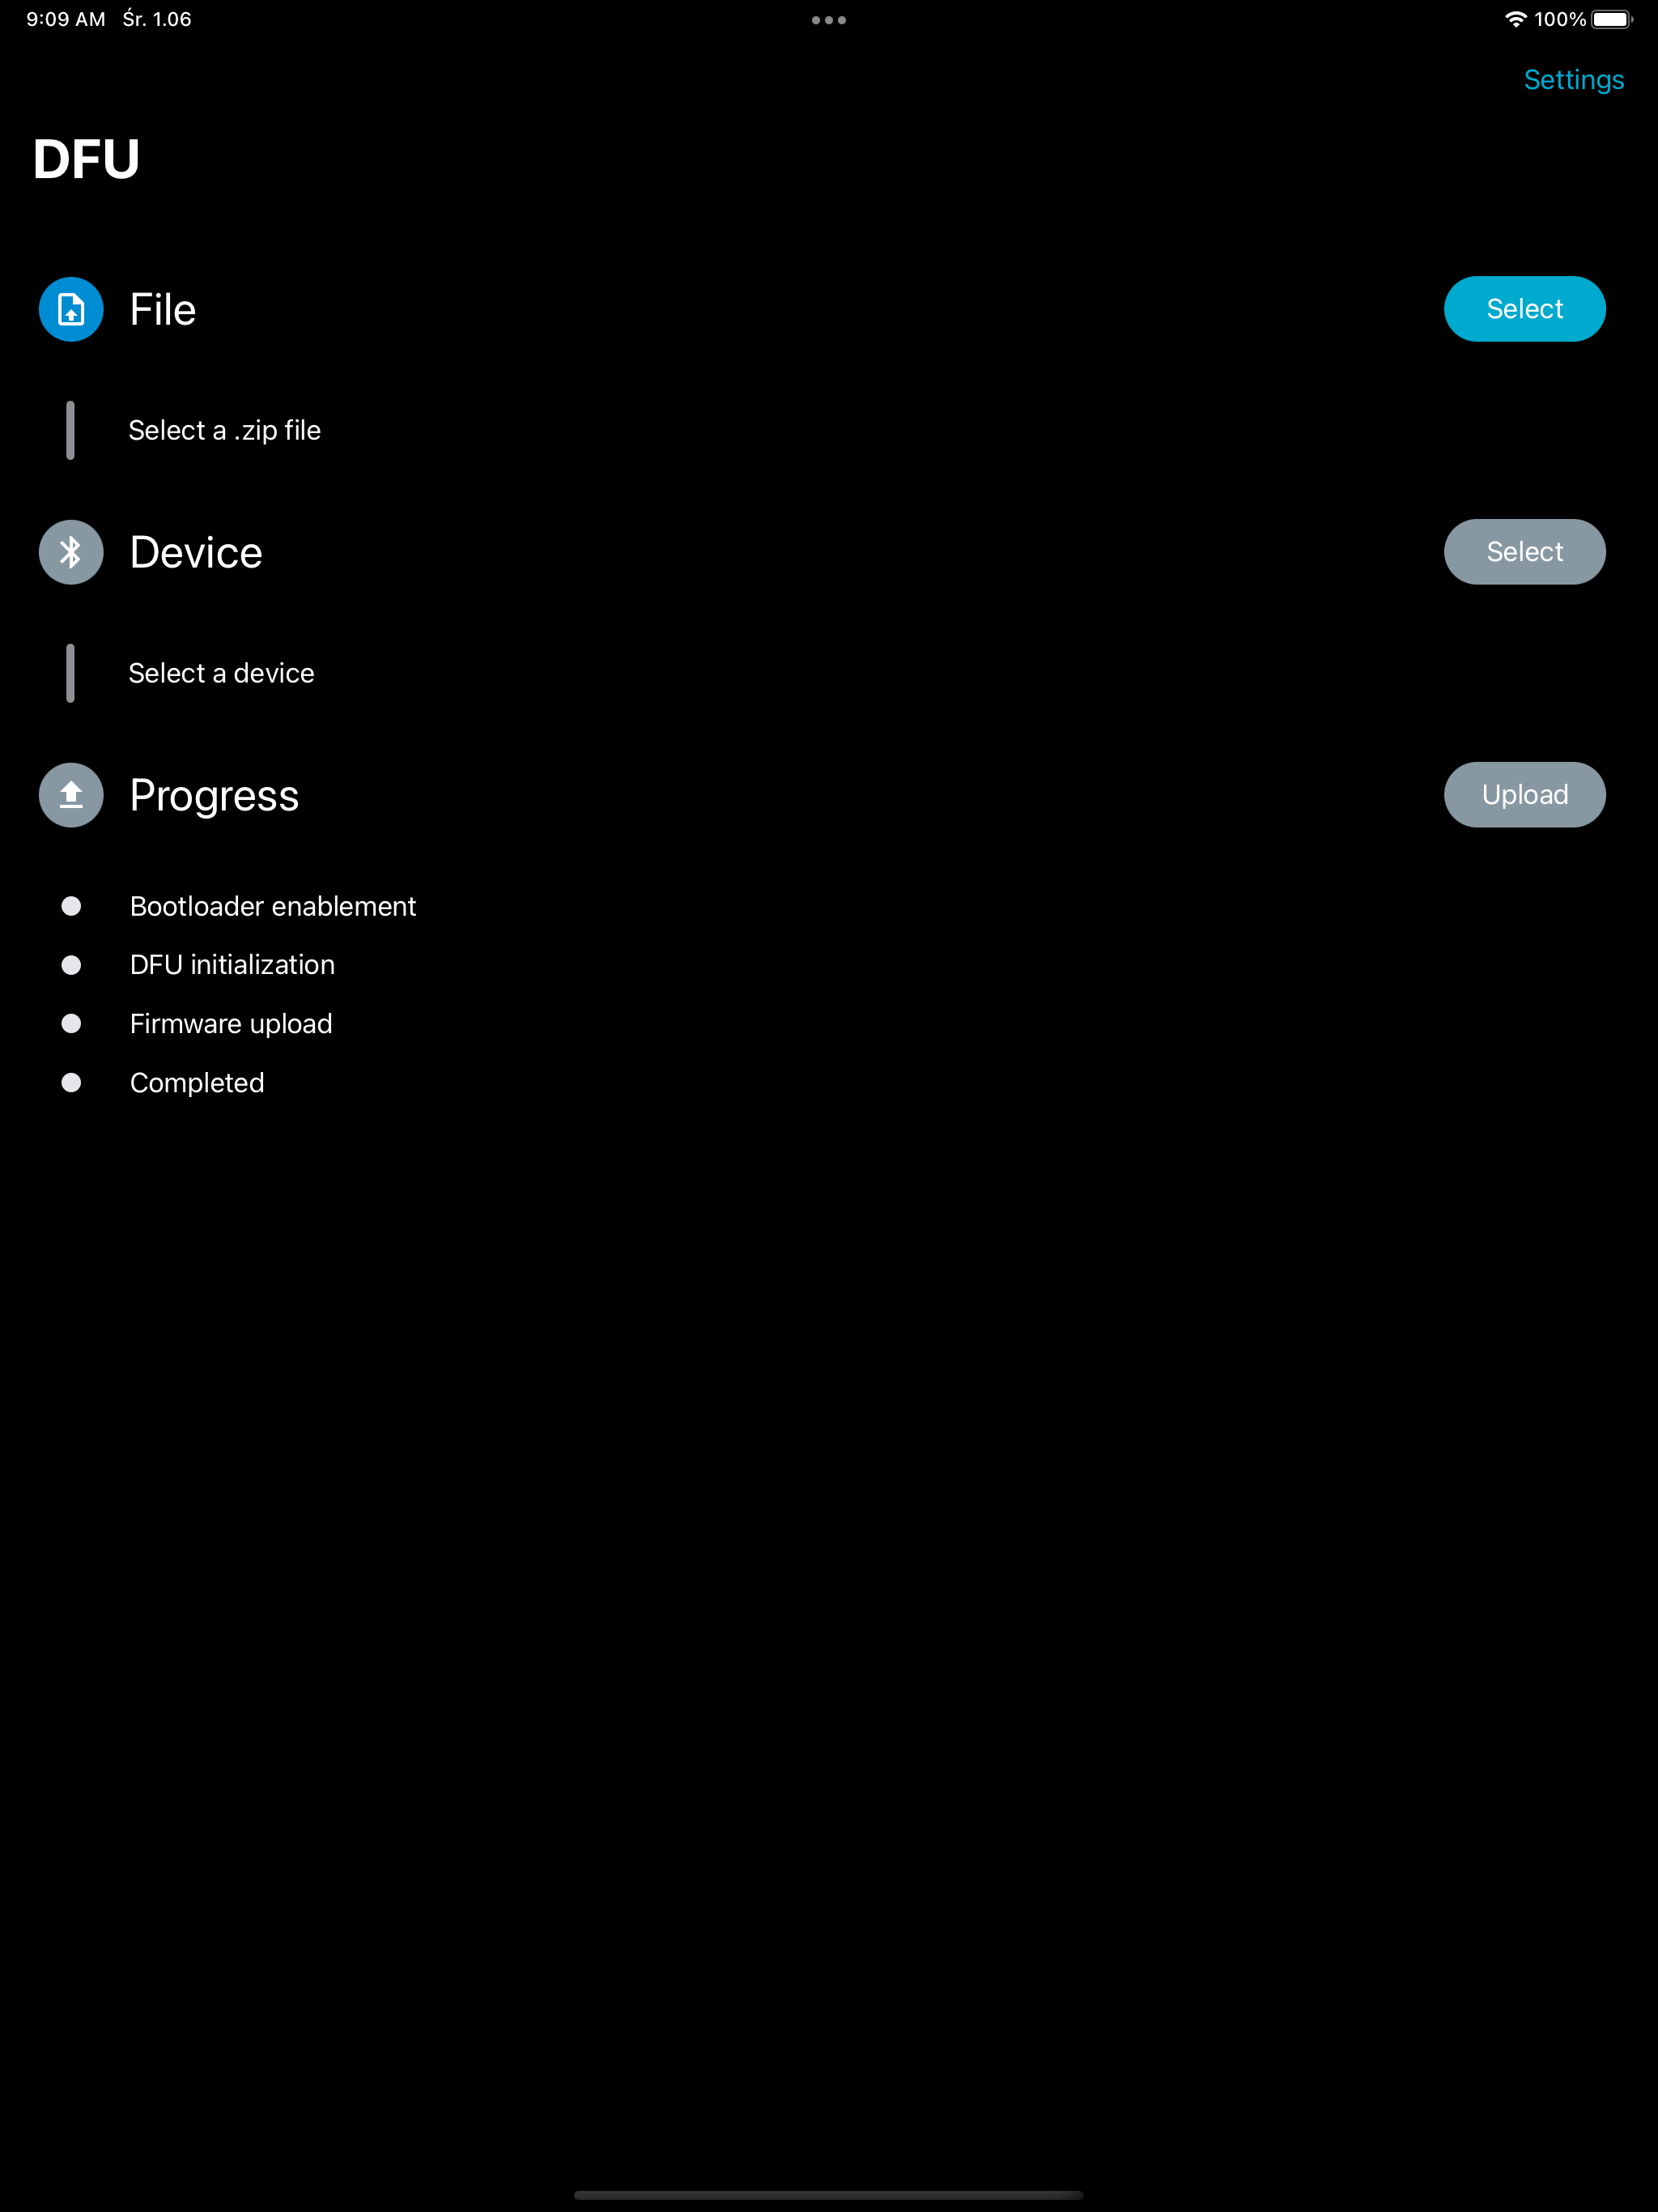 9:09 AM Śr. 1.06 100%
Settings
DFU
File Select
Select a .zip file
Device Select
Select a device
Progress Upload
Bootloader enablement
DFU initialization
Firmware upload
Completed